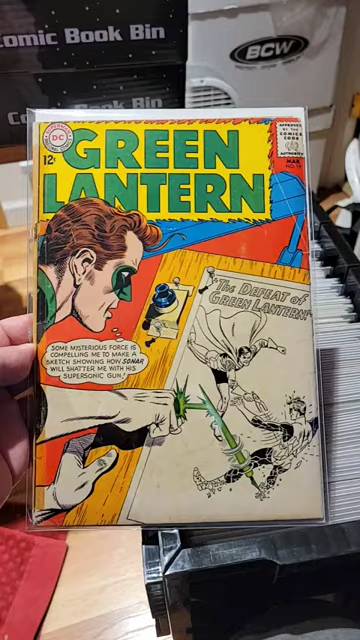 Comic Book Bin
BCW
Comic Book Bin
DC
12¢
GREEN
LANTERN
APPROVED
BY THE
COMICS
CODE
AUTHORITY
MAR.
"The DEFEAT of
GREEN LANTERN!"
SOME MYSTERIOUS FORCE IS
COMPELLING ME TO MAKE A
SKETCH SHOWING HOW SONAR
WILL SHATTER ME WITH HIS
SUPERSONIC GUN!